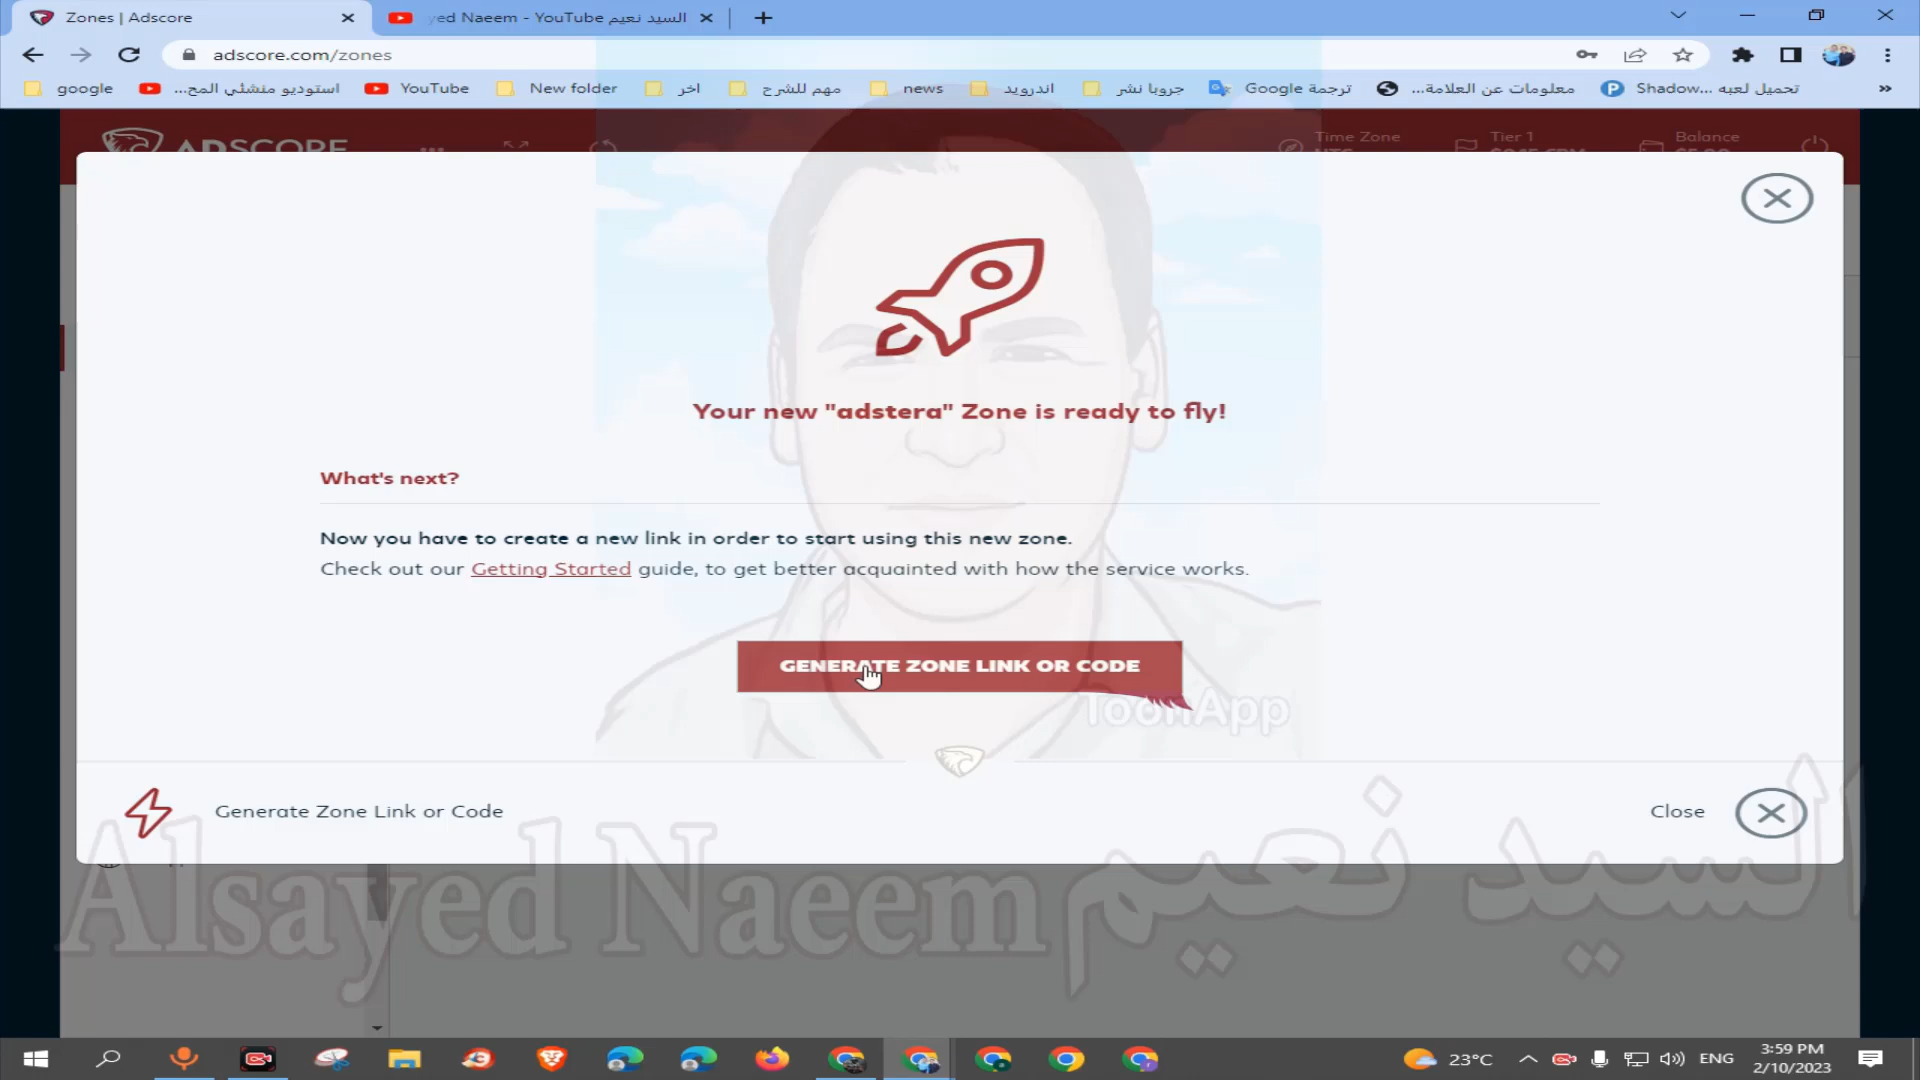 Zones | Adscore
yed Naeem - YouTube السيد نعيم
adscore.com/zones
google
استوديو منشئي المح...
YouTube
New folder
اخر
مهم للشرح
news
اندرويد
جروبا نشر
ترجمة Google
معلومات عن العلامة...
تحميل لعبه Shadow...
»
ADSCORE
Time Zone
Tier 1
Balance
Your new "adstera" Zone is ready to fly!
What's next?
Now you have to create a new link in order to start using this new zone.
Check out our Getting Started guide, to get better acquainted with how the service works.
GENERATE ZONE LINK OR CODE
ToonApp
Generate Zone Link or Code
Close
Alsayed Naeem السيد نعيم
23°C
ENG
3:59 PM
2/10/2023